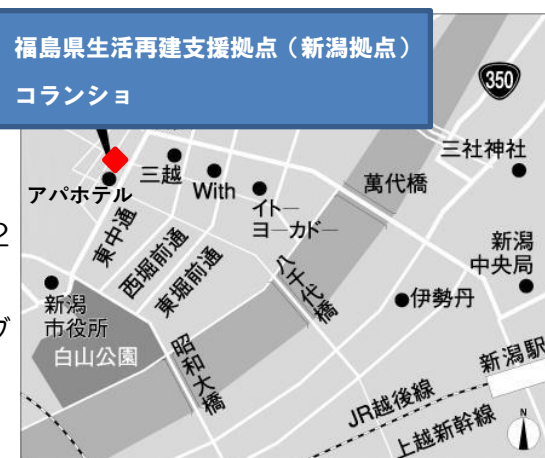 福島県生活再建支援拠点（新潟拠点）
コランショ
350
三社神社
アパホテル
三越
With
イトー
ヨーカドー
萬代橋
東中通
西堀前通
東堀前通
八千代橋
新潟
中央局
伊勢丹
新潟
市役所
白山公園
昭和大橋
新潟駅
JR越後線
上越新幹線
N